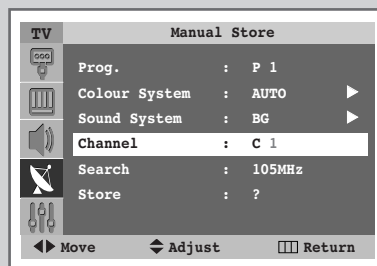 TV Manual Store
Prog. : P 1
Colour System : AUTO
Sound System : BG
Channel : C 1
Search : 105MHz
Store : ?
Move Adjust Return